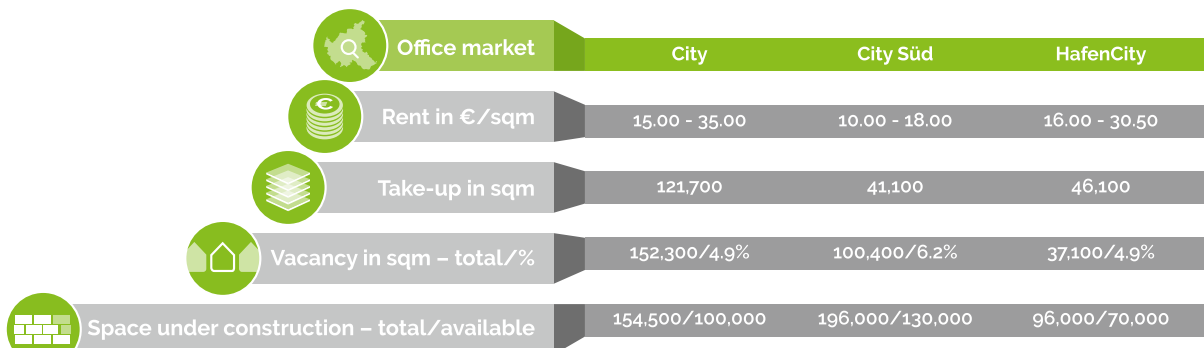 Office market City City Süd HafenCity
Rent in €/sqm 15.00 - 35.00 10.00 - 18.00 16.00 - 30.50
Take-up in sqm 121,700 41,100 46,100
Vacancy in sqm – total/% 152,300/4.9% 100,400/6.2% 37,100/4.9%
Space under construction – total/available 154,500/100,000 196,000/130,000 96,000/70,000